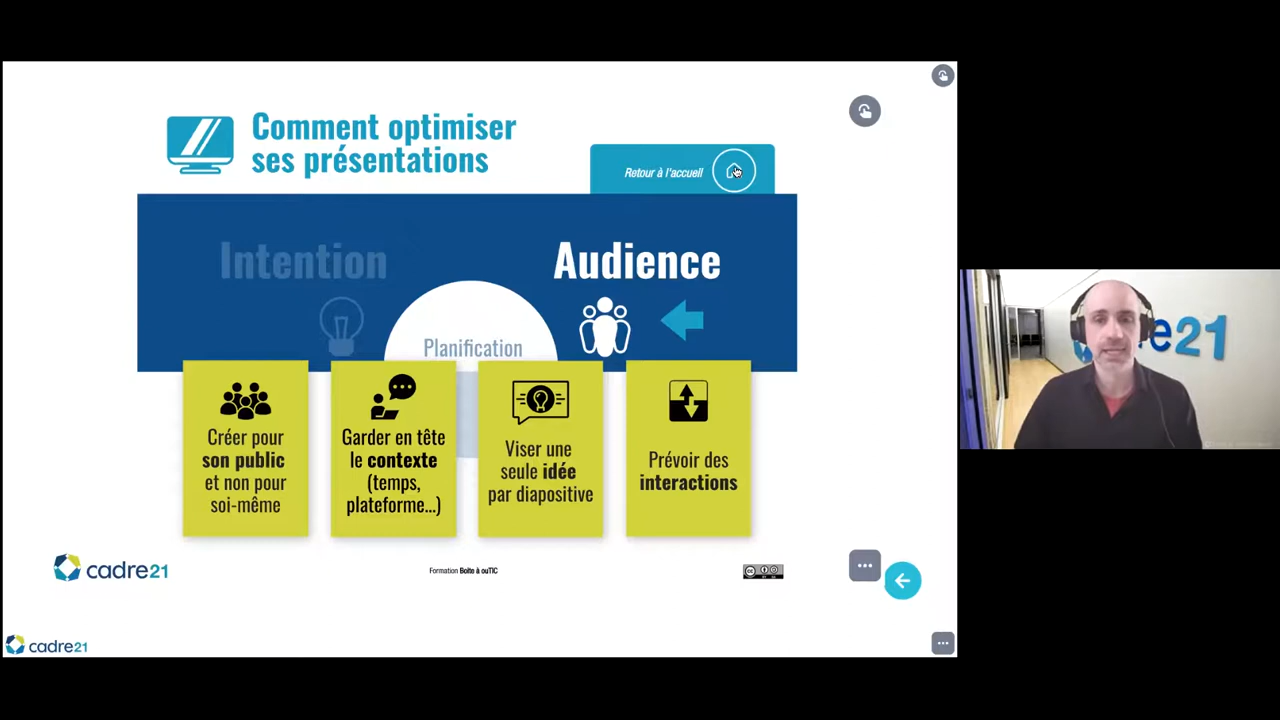 Comment optimiser
ses présentations
Retour à l'accueil
Intention
Audience
Planification
Créer pour
son public
et non pour
soi-même
Garder en tête
le contexte
(temps,
plateforme...)
Viser une
seule idée
par diapositive
Prévoir des
interactions
cadre21
Formation Boite à ouTIC
cadre21
e21